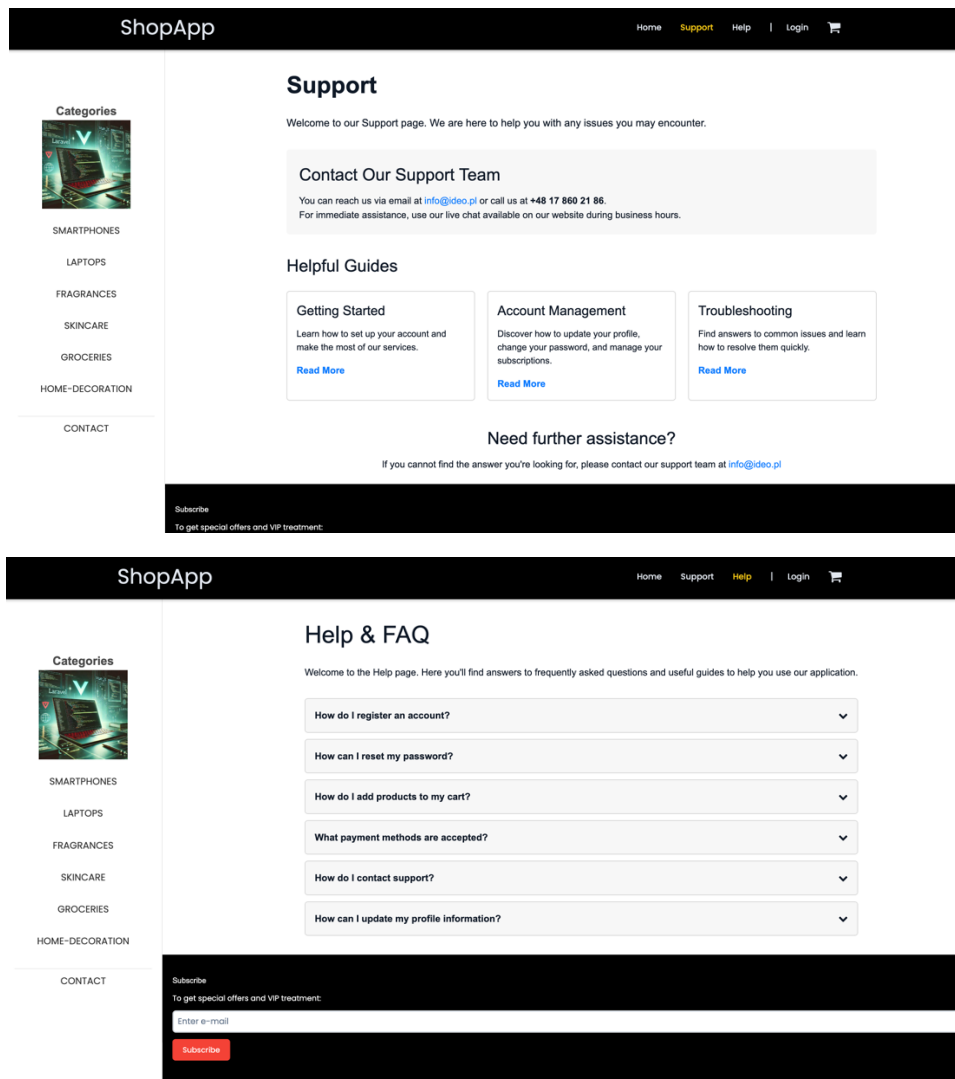 ShopApp
Home Support Help | Login
Categories
Laravel + V
SMARTPHONES
LAPTOPS
FRAGRANCES
SKINCARE
GROCERIES
HOME-DECORATION
CONTACT
Support
Welcome to our Support page. We are here to help you with any issues you may encounter.
Contact Our Support Team
You can reach us via email at info@ideo.pl or call us at +48 17 860 21 86.
For immediate assistance, use our live chat available on our website during business hours.
Helpful Guides
Getting Started
Learn how to set up your account and
make the most of our services.
Read More
Account Management
Discover how to update your profile,
change your password, and manage your
subscriptions.
Read More
Troubleshooting
Find answers to common issues and learn
how to resolve them quickly.
Read More
Need further assistance?
If you cannot find the answer you're looking for, please contact our support team at info@ideo.pl
Subscribe
To get special offers and VIP treatment:
ShopApp
Home Support Help | Login
Categories
Laravel + V
SMARTPHONES
LAPTOPS
FRAGRANCES
SKINCARE
GROCERIES
HOME-DECORATION
CONTACT
Help & FAQ
Welcome to the Help page. Here you'll find answers to frequently asked questions and useful guides to help you use our application.
How do I register an account?
How can I reset my password?
How do I add products to my cart?
What payment methods are accepted?
How do I contact support?
How can I update my profile information?
Subscribe
To get special offers and VIP treatment:
Enter e-mail
Subscribe